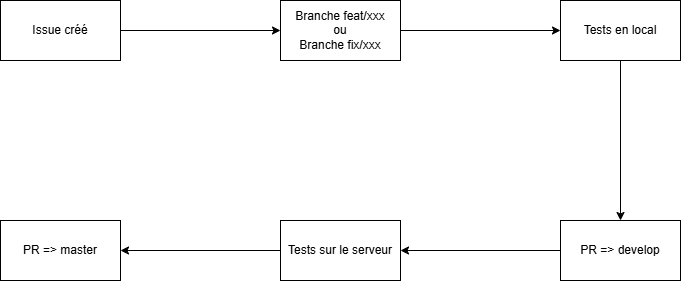 Issue créé
Branche feat/xxx
ou
Branche fix/xxx
Tests en local
PR => develop
Tests sur le serveur
PR => master